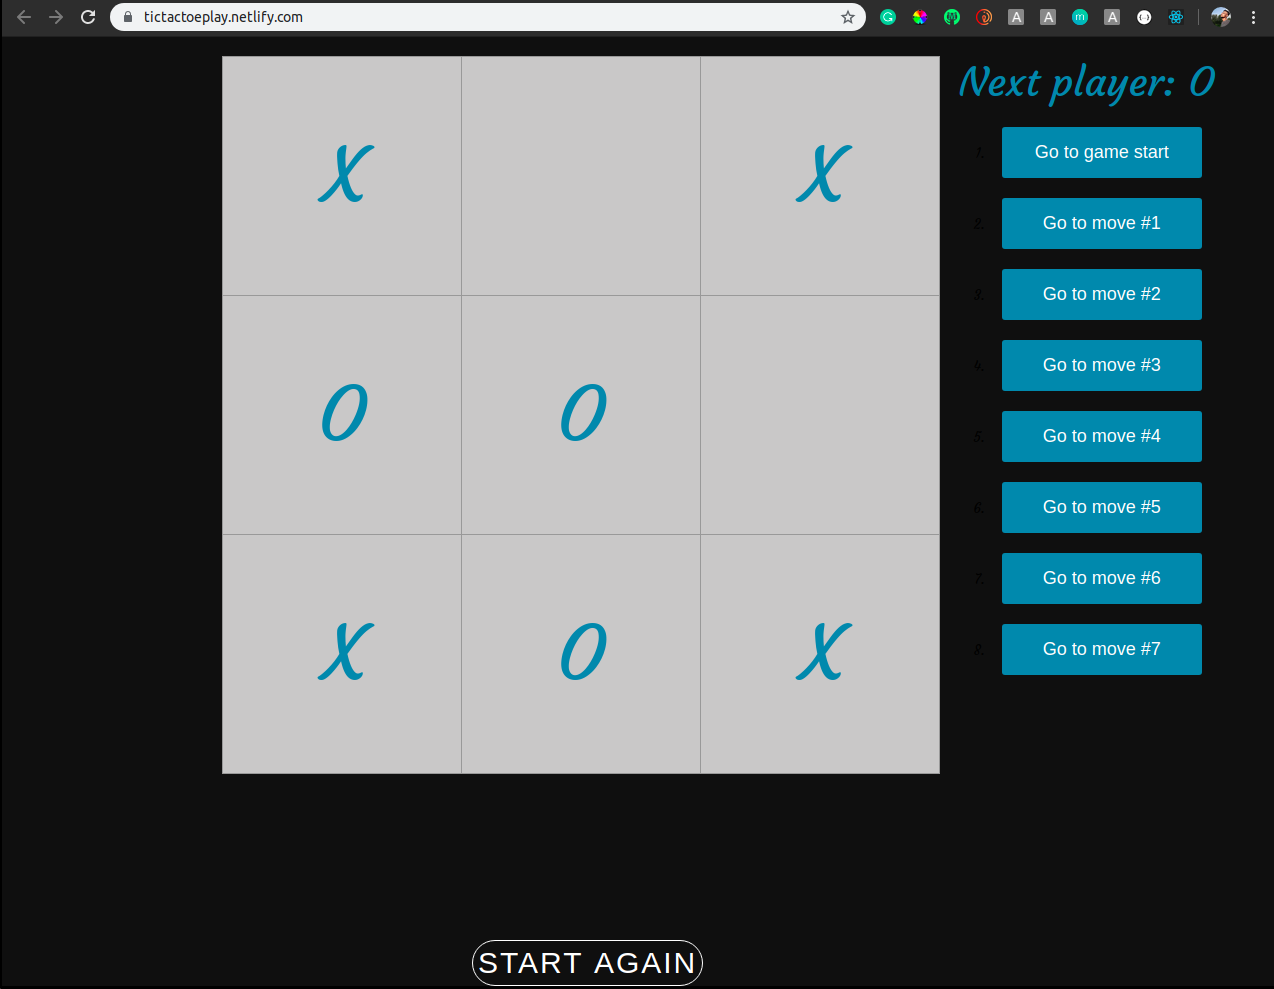 tictactoeplay.netlify.com
Next player: O
X X
O O
X O X
1. Go to game start
2. Go to move #1
3. Go to move #2
4. Go to move #3
5. Go to move #4
6. Go to move #5
7. Go to move #6
8. Go to move #7
START AGAIN